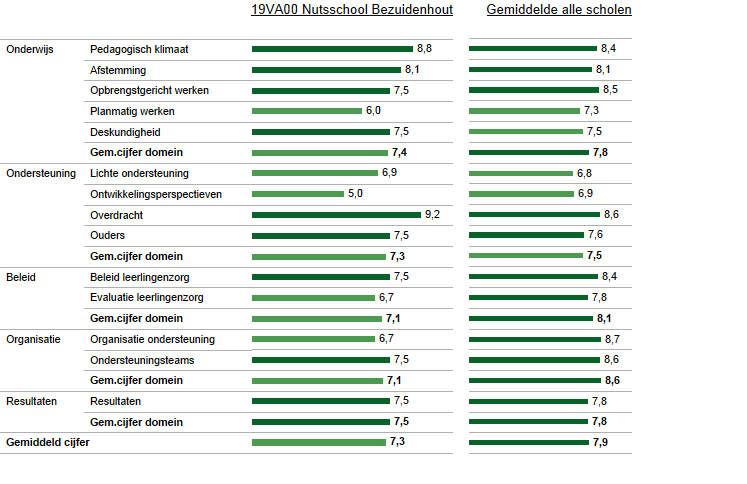 19VA00 Nutsschool Bezuidenhout Gemiddelde alle scholen
Onderwijs Pedagogisch klimaat 8,8 8,4
Afstemming 8,1 8,1
Opbrengstgericht werken 7,5 8,5
Planmatig werken 6,0 7,3
Deskundigheid 7,5 7,5
Gem.cijfer domein 7,4 7,8
Ondersteuning Lichte ondersteuning 6,9 6,8
Ontwikkelingsperspectieven 5,0 6,9
Overdracht 9,2 8,6
Ouders 7,5 7,6
Gem.cijfer domein 7,3 7,5
Beleid Beleid leerlingenzorg 7,5 8,4
Evaluatie leerlingenzorg 6,7 7,8
Gem.cijfer domein 7,1 8,1
Organisatie Organisatie ondersteuning 6,7 8,7
Ondersteuningsteams 7,5 8,6
Gem.cijfer domein 7,1 8,6
Resultaten Resultaten 7,5 7,8
Gem.cijfer domein 7,5 7,8
Gemiddeld cijfer 7,3 7,9